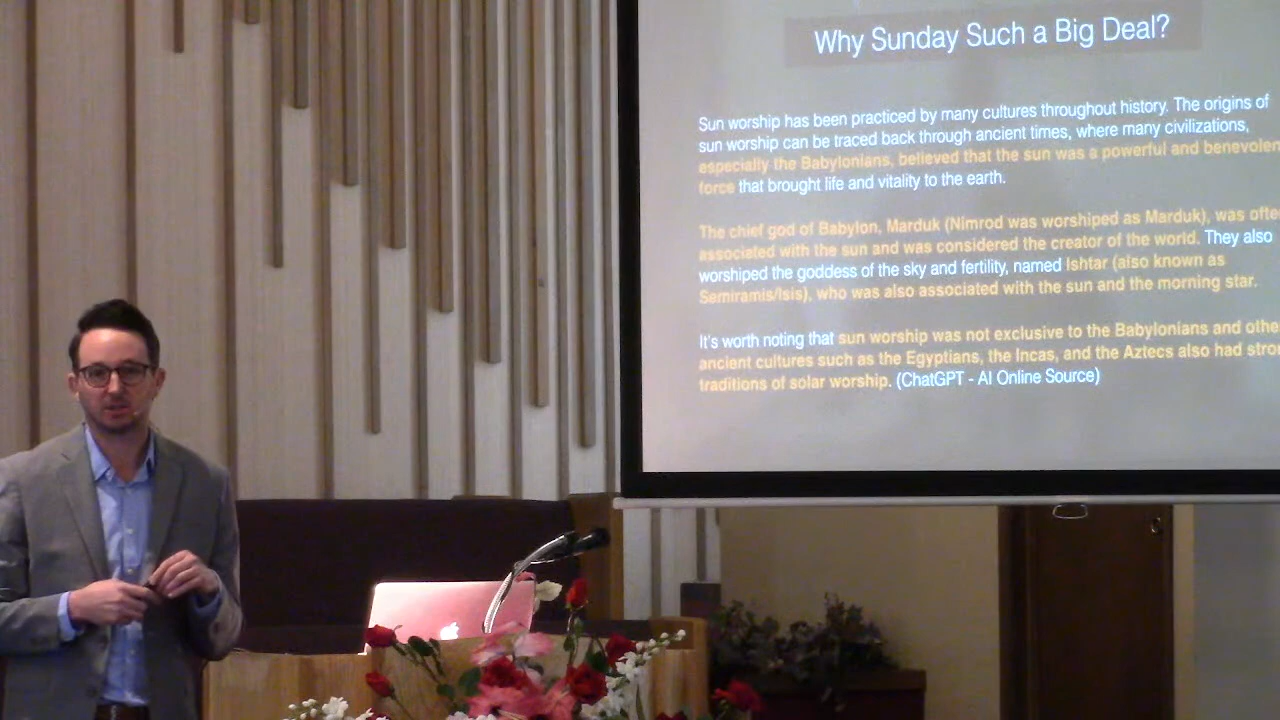 Why Sunday Such a Big Deal?
Sun worship has been practiced by many cultures throughout history. The origins of
sun worship can be traced back through ancient times, where many civilizations,
especially the Babylonians, believed that the sun was a powerful and benevolen
force that brought life and vitality to the earth.
The chief god of Babylon, Marduk (Nimrod was worshiped as Marduk), was ofte
associated with the sun and was considered the creator of the world. They also
worshiped the goddess of the sky and fertility, named Ishtar (also known as
Semiramis/Isis), who was also associated with the sun and the morning star.
It's worth noting that sun worship was not exclusive to the Babylonians and othe
ancient cultures such as the Egyptians, the Incas, and the Aztecs also had stron
traditions of solar worship. (ChatGPT - AI Online Source)